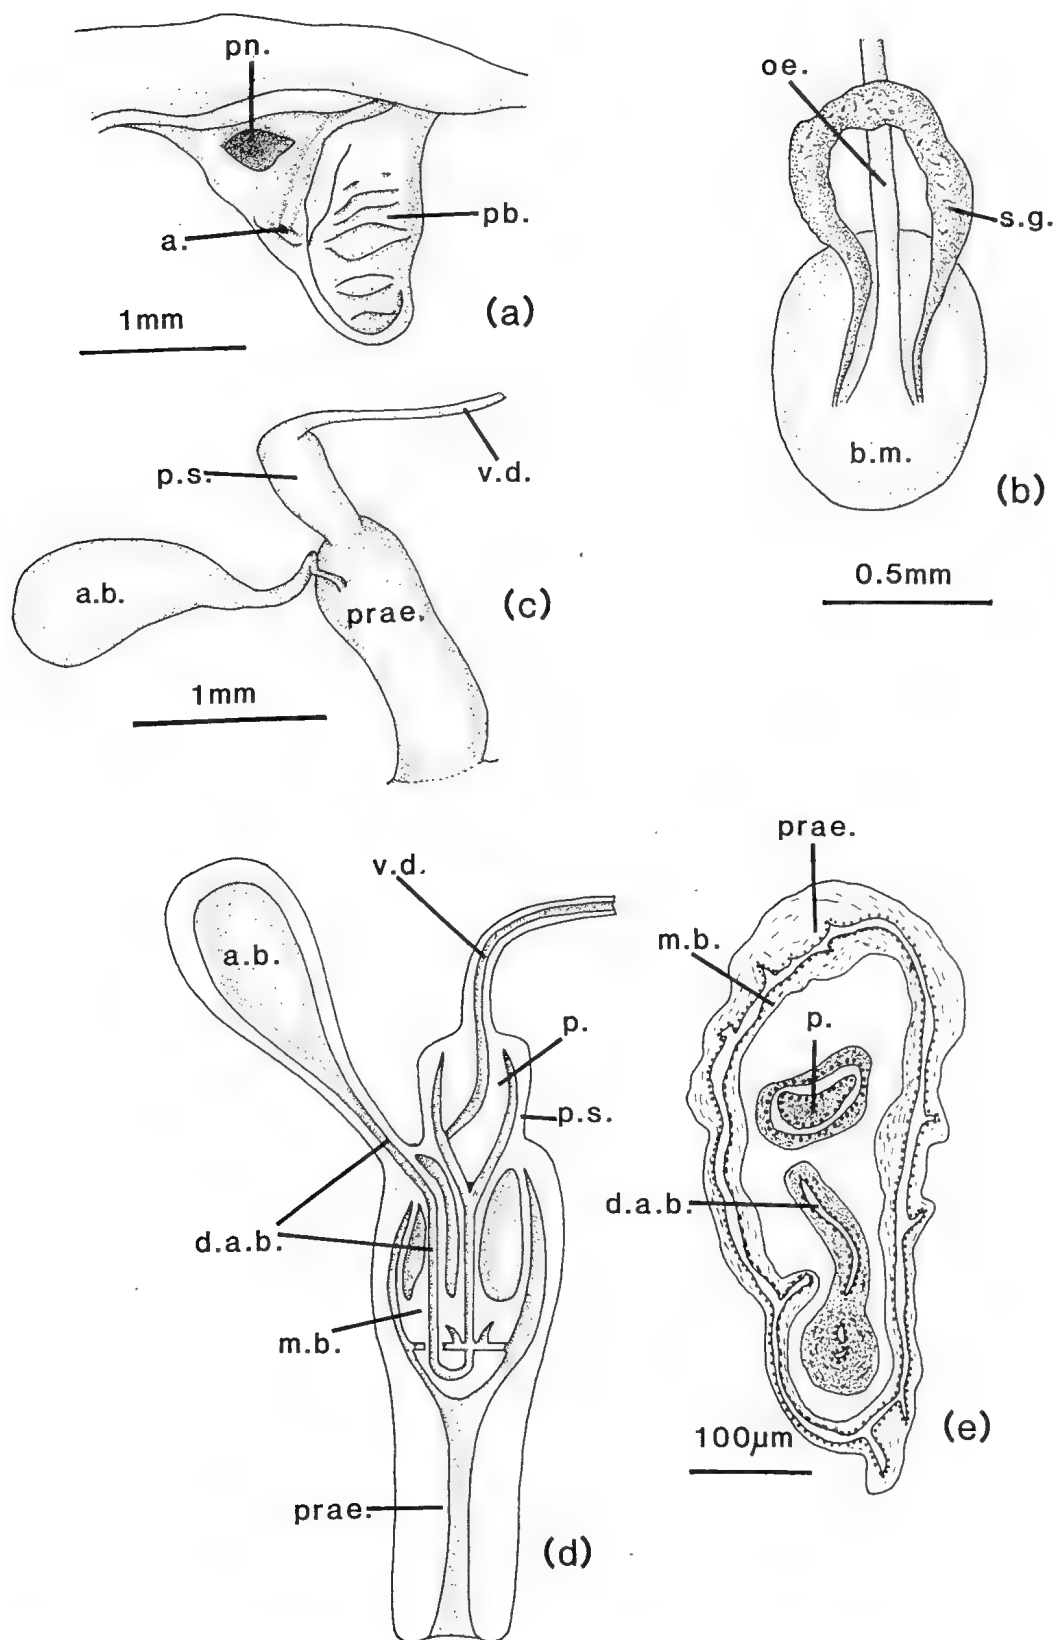 pn.
a.
pb.
1mm
(a)
oe.
s.g.
b.m.
(b)
0.5mm
p.s.
v.d.
a.b.
prae.
(c)
1mm
v.d.
a.b.
p.
p.s.
d.a.b.
m.b.
prae.
(d)
prae.
m.b.
p.
d.a.b.
100μm
(e)